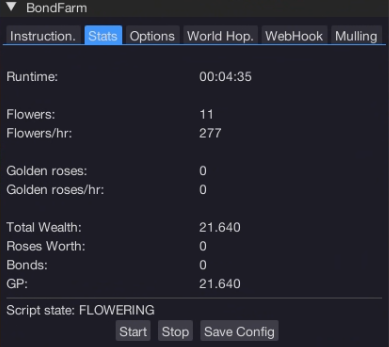 ▼ BondFarm
Instruction. Stats Options World Hop. WebHook Mulling
Runtime: 00:04:35
Flowers: 11
Flowers/hr: 277
Golden roses: 0
Golden roses/hr: 0
Total Wealth: 21.640
Roses Worth: 0
Bonds: 0
GP: 21.640
Script state: FLOWERING
Start Stop Save Config